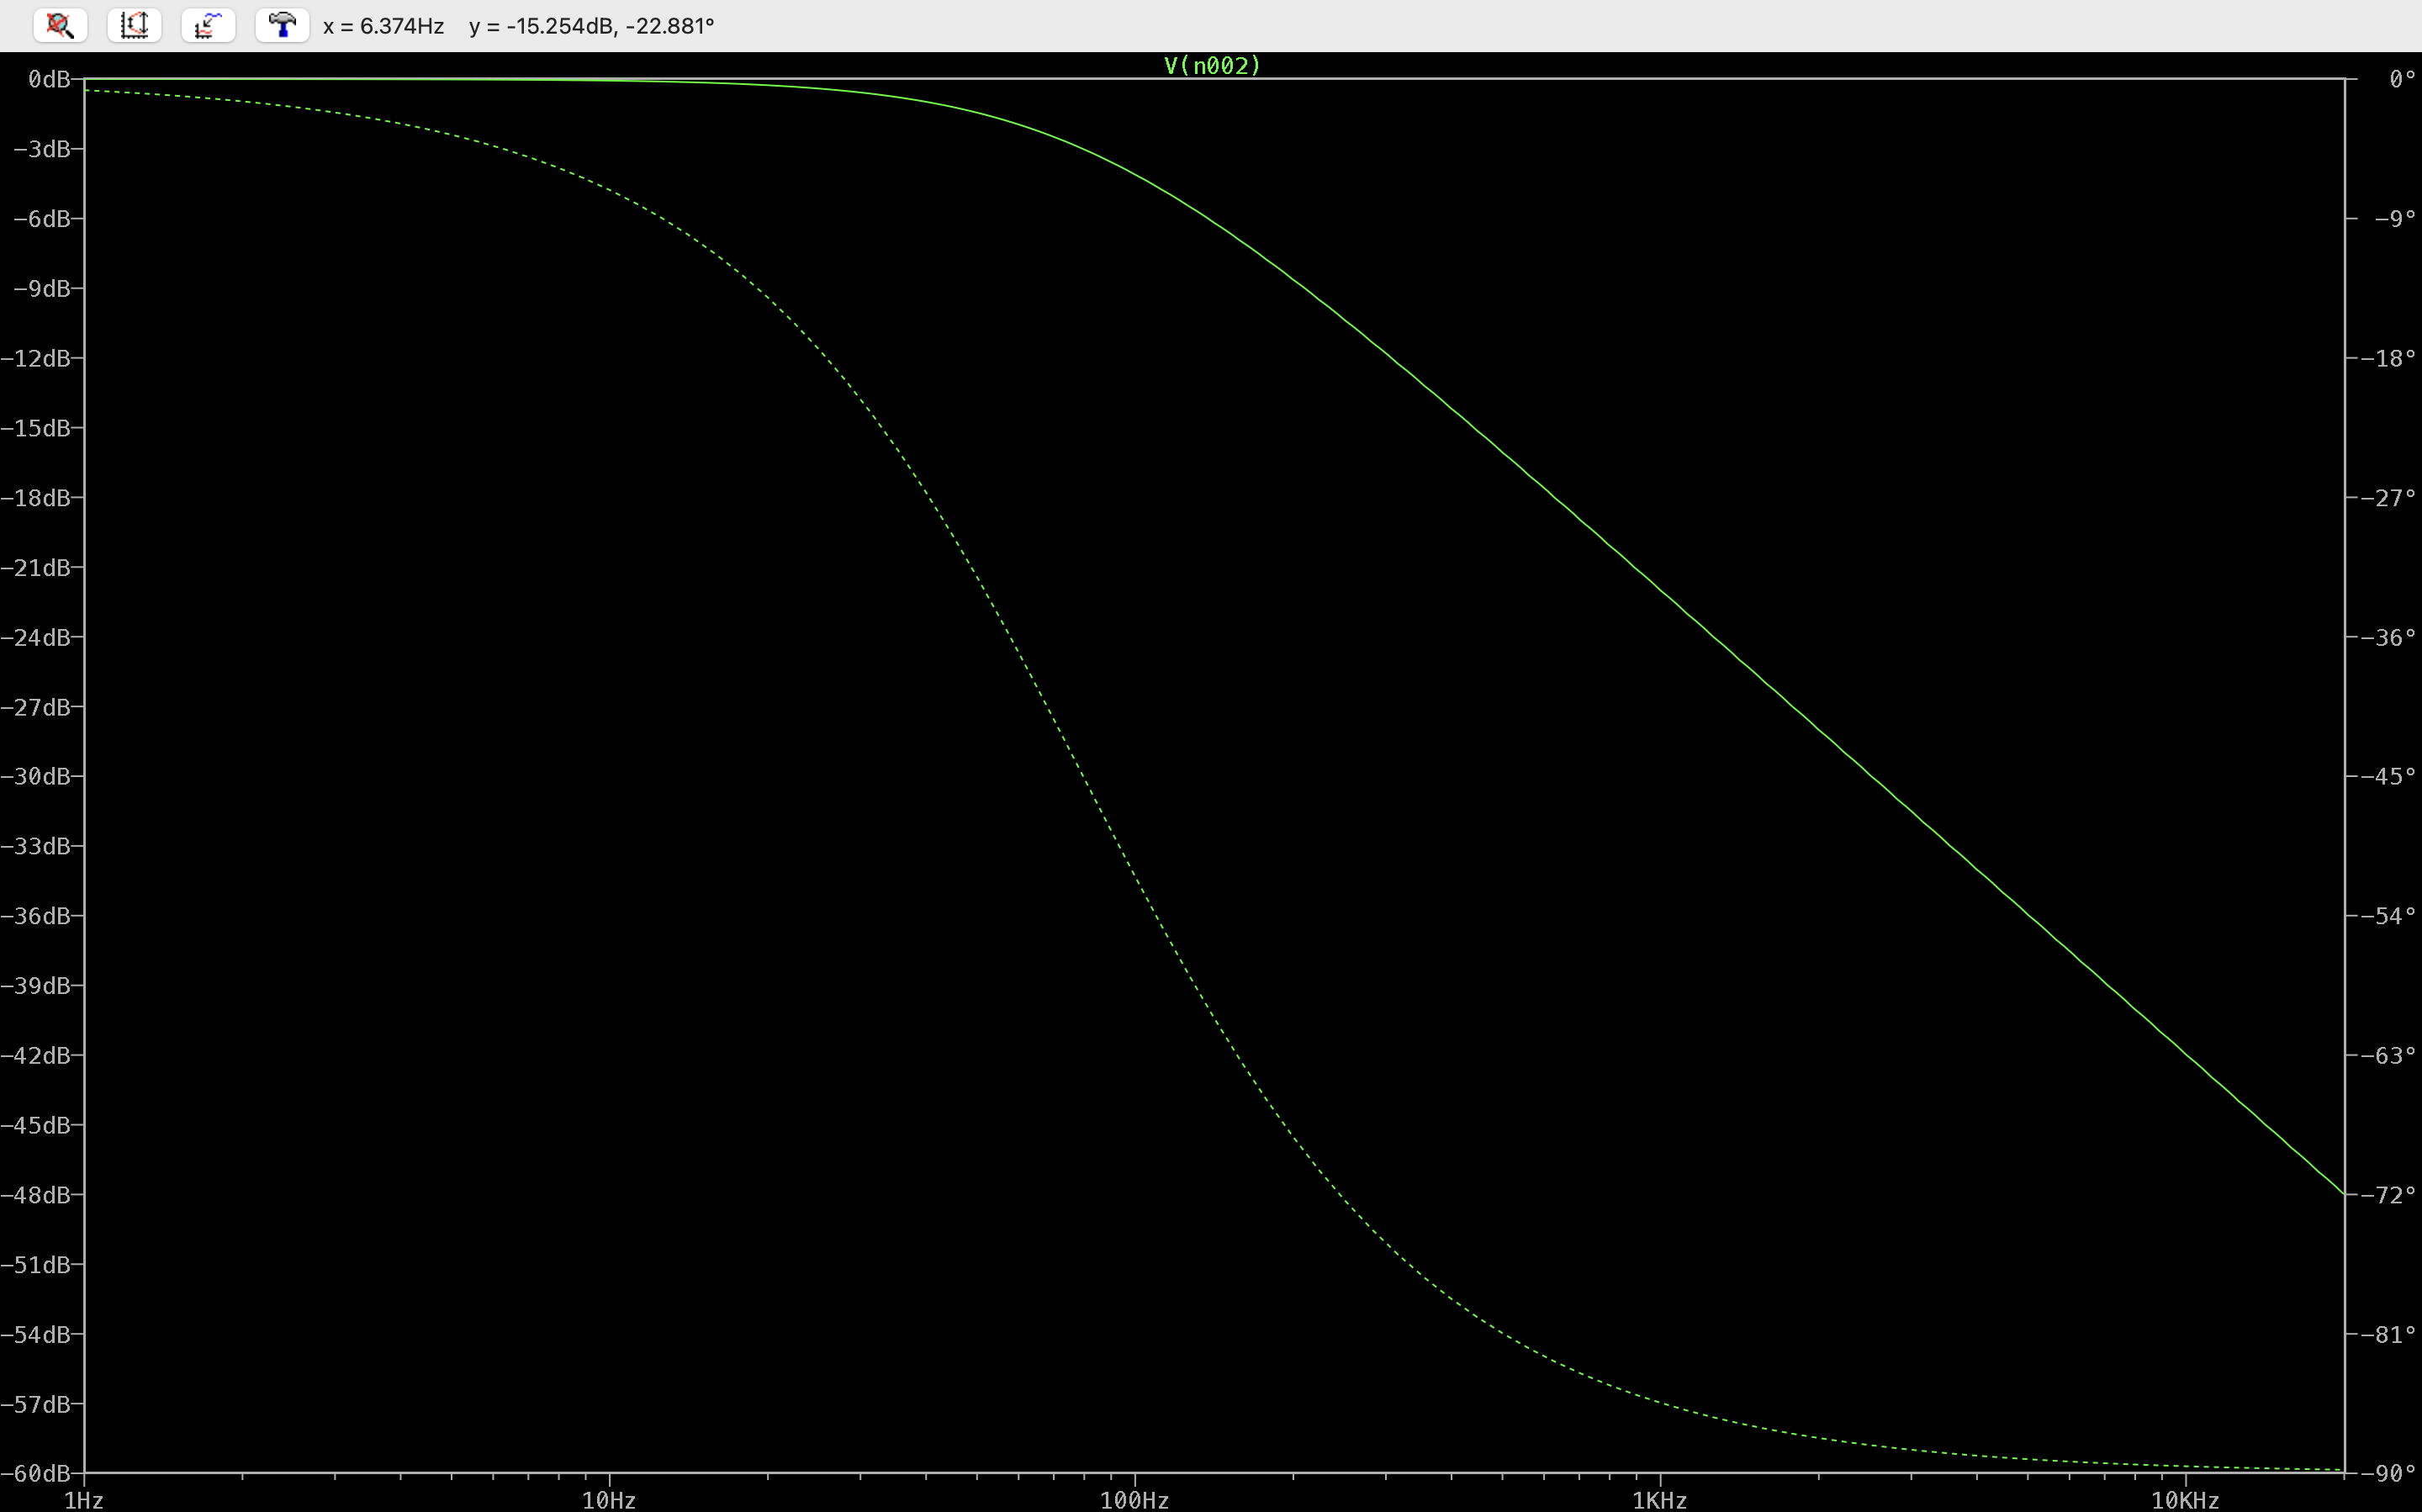 x = 6.374Hz y = -15.254dB, -22.881°
V(n002)
0dB 0°
−3dB
−6dB −9°
−9dB
−12dB −18°
−15dB
−18dB −27°
−21dB
−24dB −36°
−27dB
−30dB −45°
−33dB
−36dB −54°
−39dB
−42dB −63°
−45dB
−48dB −72°
−51dB
−54dB −81°
−57dB
−60dB −90°
1Hz 10Hz 100Hz 1KHz 10KHz